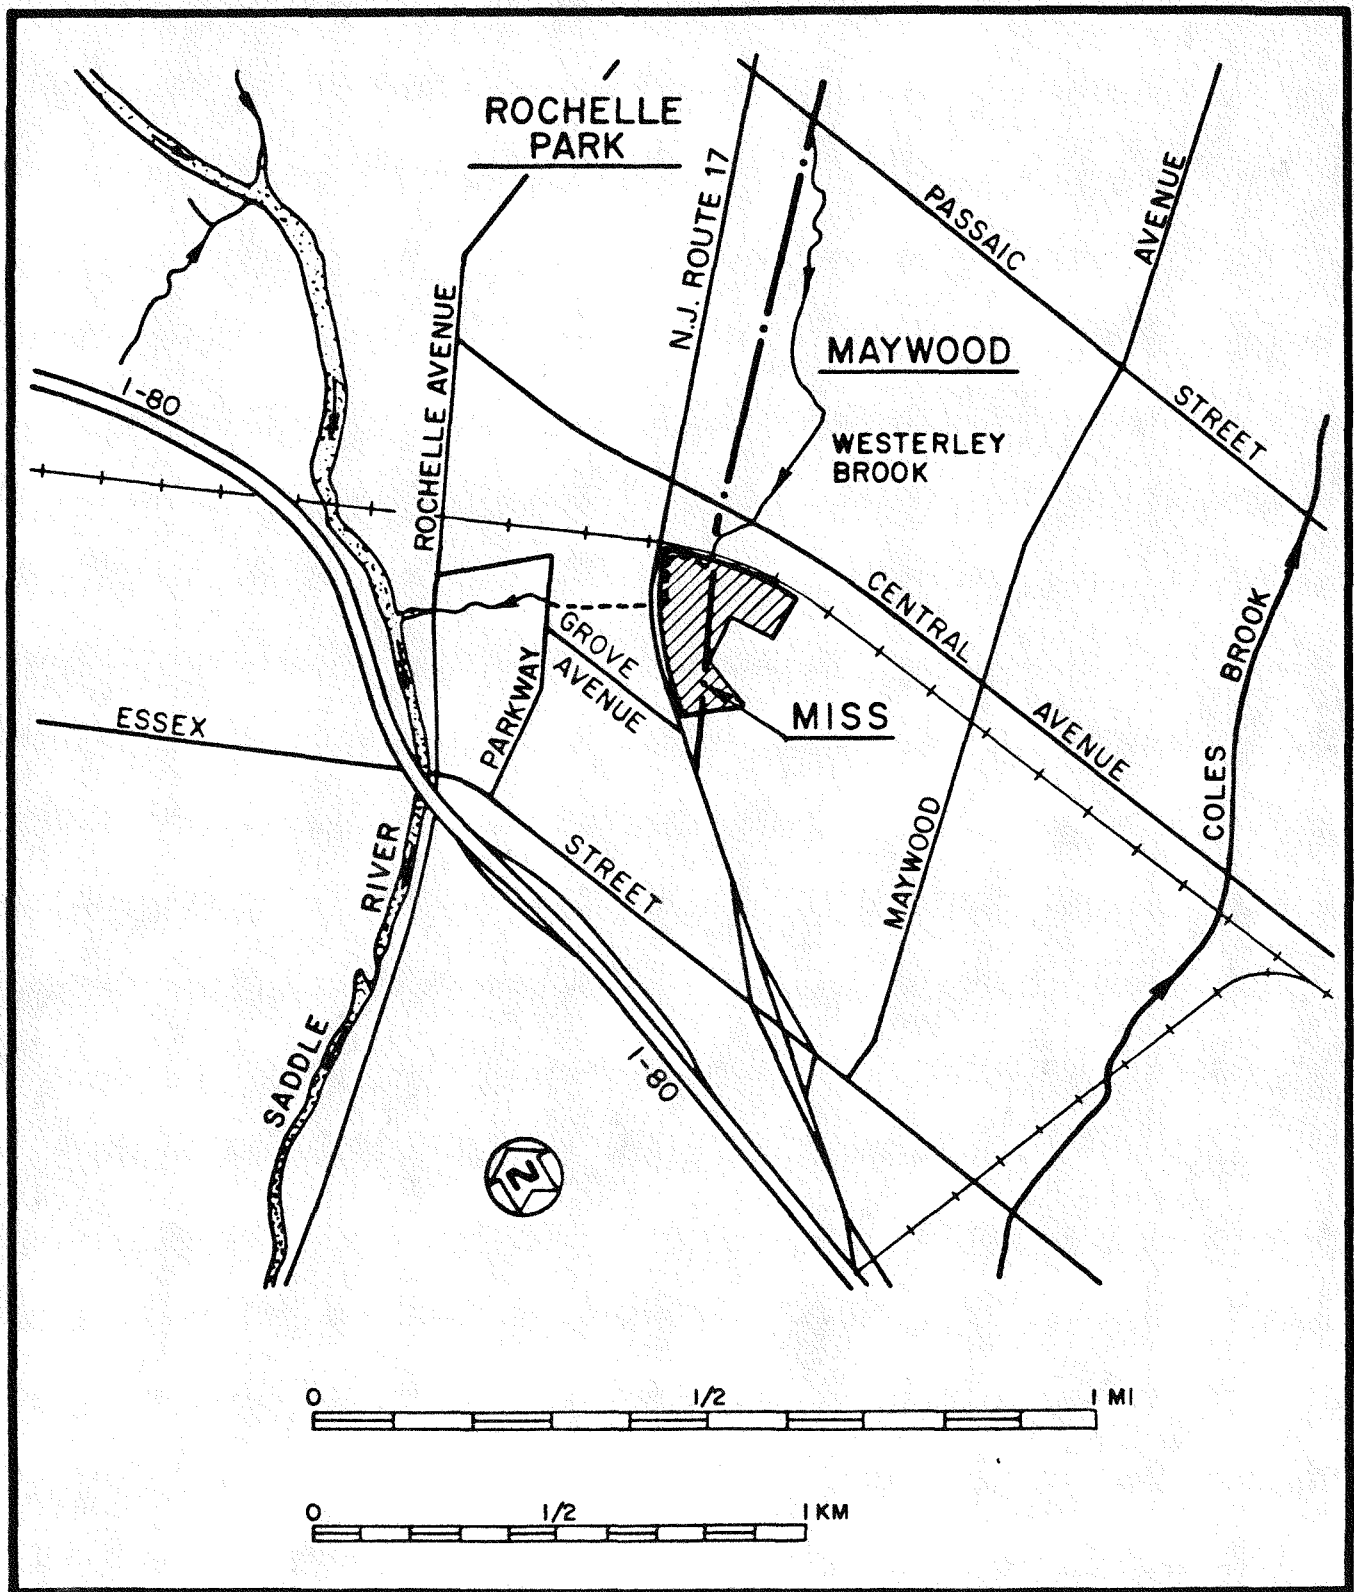 ROCHELLE
PARK
N.J. ROUTE 17
PASSAIC
STREET
AVENUE
MAYWOOD
ROCHELLE AVENUE
I-80
MAYWOOD
WESTERLEY
BROOK
CENTRAL
AVENUE
GROVE
AVENUE
PARKWAY
MISS
ESSEX
STREET
COLES
BROOK
SADDLE
RIVER
I-80
N
0 1/2 1 MI
0 1/2 1 KM